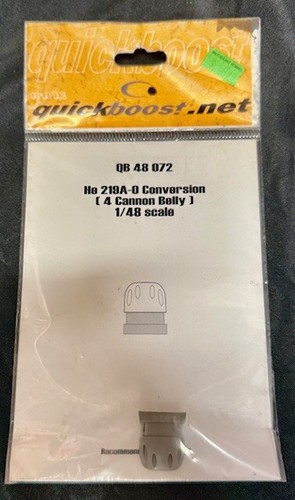 quickboost
quickboost.net
QB 48 072
He 219A-0 Conversion
( 4 Cannon Belly )
1/48 scale